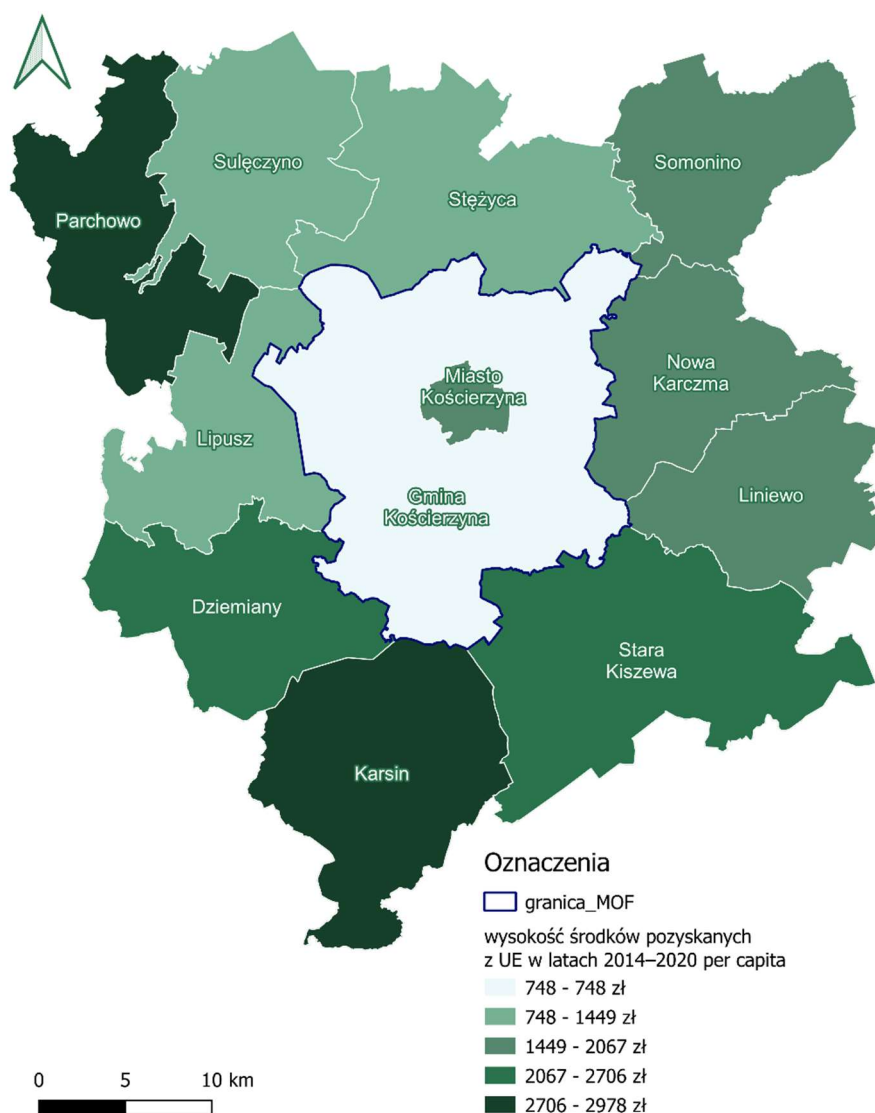 Sulęczyno
Somonino
Stężyca
Parchowo
Nowa
Karczma
Miasto
Kościerzyna
Lipusz
Liniewo
Gmina
Kościerzyna
Dziemiany
Stara
Kiszewa
Karsin
Oznaczenia
granica_MOF
wysokość środków pozyskanych
z UE w latach 2014–2020 per capita
748 - 748 zł
748 - 1449 zł
1449 - 2067 zł
2067 - 2706 zł
2706 - 2978 zł
0 5 10 km